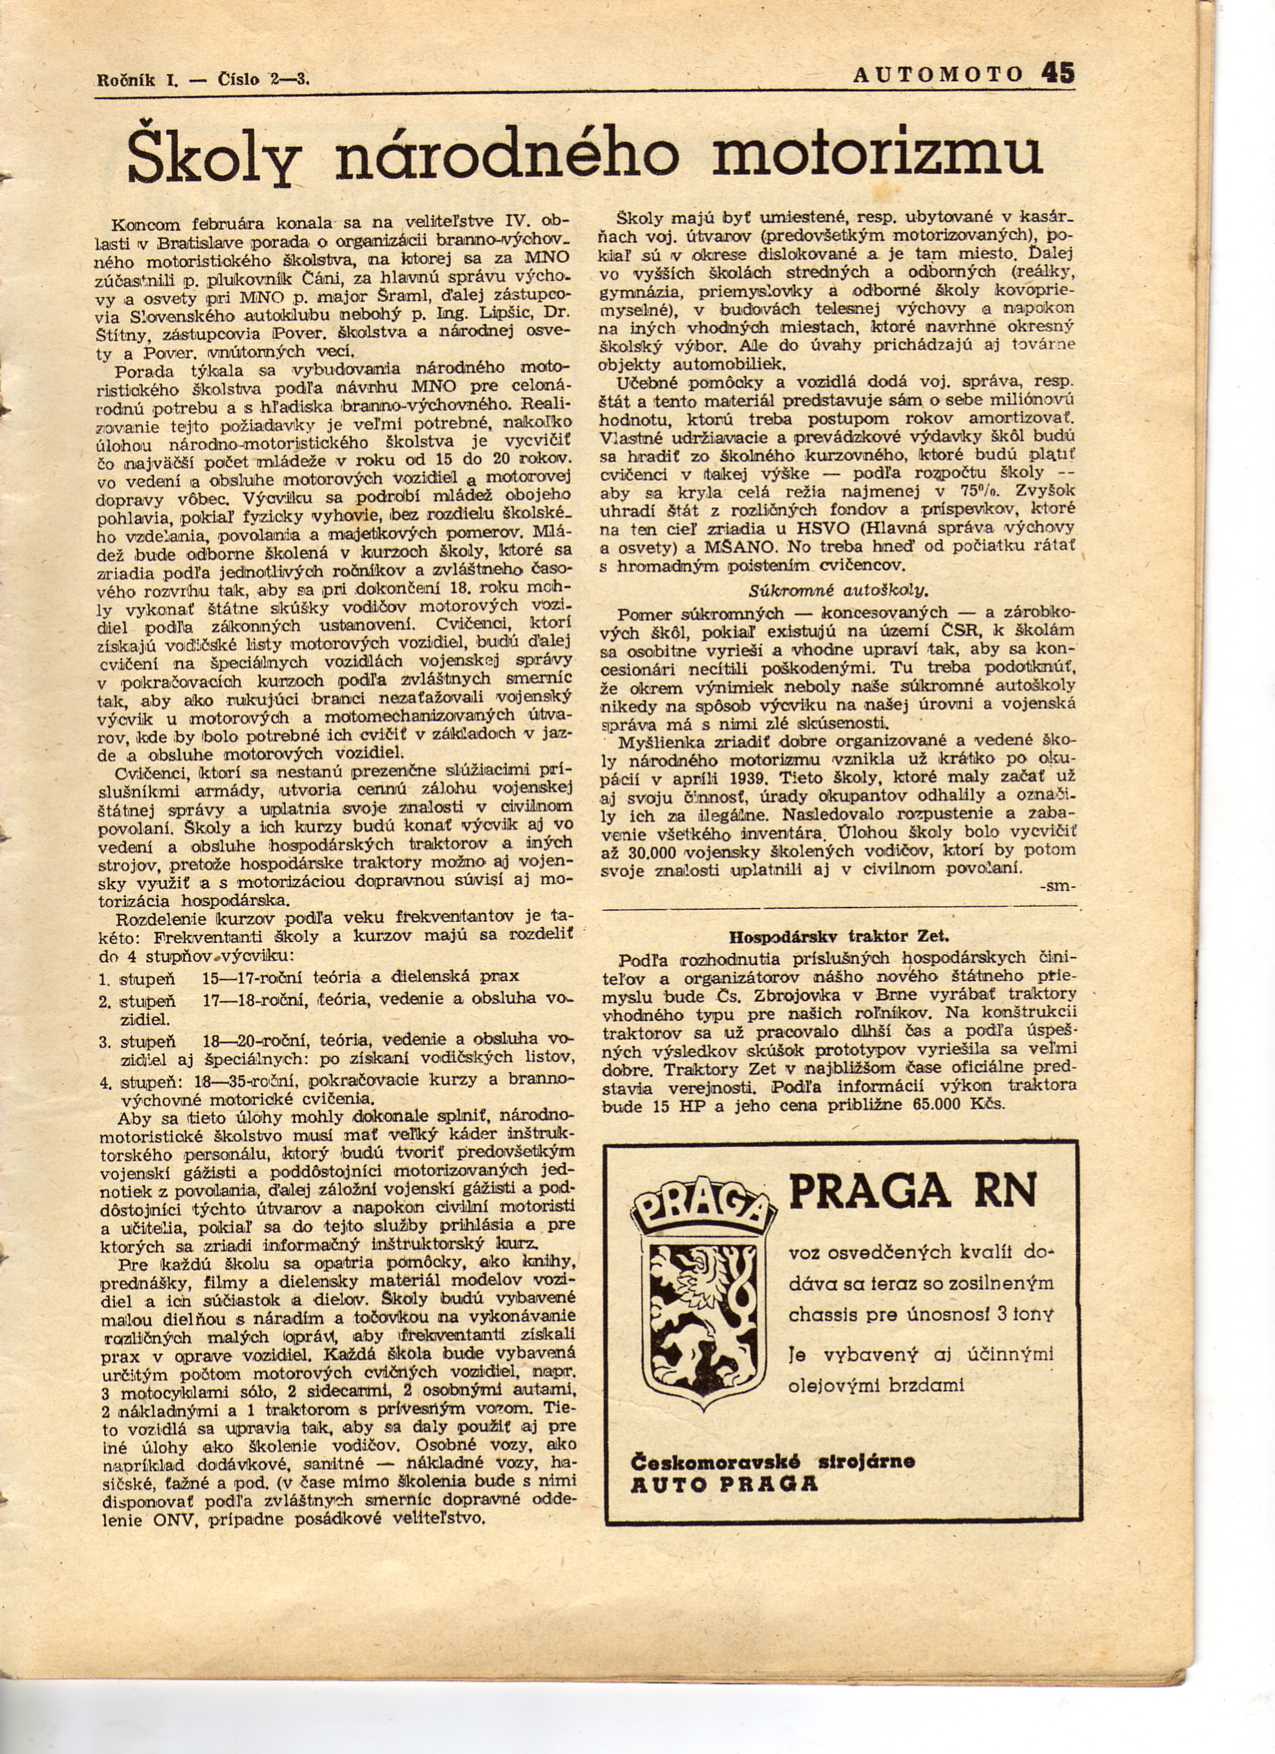 Ročník I. — Číslo 2—3.
AUTOMOTO 45
Školy národného motorizmu
Koncom februára konala sa na veliteľstve IV. ob-
lasti v Bratislave porada o organizácii branno-výchov-
ného motoristického školstva, na ktorej sa za MNO
zúčastnili p. plukovník Čáni, za hlavnú správu výcho-
vy a osvety pri MNO p. major Šraml, ďalej zástupco-
via Slovenského autoklubu nebohý p. Ing. Lipšic, Dr.
Štítny, zástupcovia Pover. školstva a národnej osve-
ty a Pover. vnútorných vecí.
Porada týkala sa vybudovania národného moto-
ristického školstva podľa návrhu MNO pre celoná-
rodnú potrebu a s hľadiska branno-výchovného. Reali-
zovanie tejto požiadavky je veľmi potrebné, nakoľko
úlohou národno-motoristického školstva je vycvičiť
čo najväčší počet mládeže v roku od 15 do 20 rokov.
vo vedení a obsluhe motorových vozidiel a motorovej
dopravy vôbec. Výcviku sa podrobí mládež obojeho
pohlavia, pokiaľ fyzicky vyhovie, bez rozdielu školské-
ho vzdelania, povolania a majetkových pomerov. Mlá-
dež bude odborne školená v kurzoch školy, ktoré sa
zriadia podľa jednotlivých ročníkov a zvláštneho časo-
vého rozvrhu tak, aby sa pri dokončení 18. roku moh-
ly vykonať štátne skúšky vodičov motorových vozi-
diel podľa zákonných ustanovení. Cvičenci, ktorí
získajú vodičské listy motorových vozidiel, budú ďalej
cvičení na špeciálnych vozidlách vojenskej správy
v pokračovacích kurzoch podľa zvláštnych smerníc
tak, aby ako rukujúci branci nezaťažovali vojenský
výcvik u motorových a motomechanizovaných útva-
rov, kde by bolo potrebné ich cvičiť v základoch v jaz-
de a obsluhe motorových vozidiel.
Cvičenci, ktorí sa nestanú prezenčne slúžiacimi prí-
slušníkmi armády, utvoria cennú zálohu vojenskej
štátnej správy a uplatnia svoje znalosti v civilnom
povolaní. Školy a ich kurzy budú konať výcvik aj vo
vedení a obsluhe hospodárských traktorov a iných
strojov, pretože hospodárske traktory možno aj vojen-
sky využiť a s motorizáciou dopravnou súvisí aj mo-
torizácia hospodárska.
Rozdelenie kurzov podľa veku frekventantov je ta-
kéto: Frekventanti školy a kurzov majú sa rozdeliť
do 4 stupňov výcviku:
1. stupeň 15—17-roční teória a dielenská prax
2. stupeň 17—18-roční, teória, vedenie a obsluha vo-
zidiel.
3. stupeň 18—20-roční, teória, vedenie a obsluha vo-
zidiel aj špeciálnych: po získaní vodičských listov,
4. stupeň: 18—35-roční, pokračovacie kurzy a branno-
výchovné motorické cvičenia.
Aby sa tieto úlohy mohly dokonale splniť, národno-
motoristické školstvo musí mať veľký káder inštruk-
torského personálu, ktorý budú tvoriť predovšetkým
vojenskí gážisti a poddôstojníci motorizovaných jed-
notiek z povolania, ďalej záložní vojenskí gážisti a pod-
dôstojníci týchto útvarov a napokon civilní motoristi
a učitelia, pokiaľ sa do tejto služby prihlásia a pre
ktorých sa zriadi informačný inštruktorský kurz.
Pre každú školu sa opatria pomôcky, ako knihy,
prednášky, filmy a dielensky materiál modelov vozi-
diel a ich súčiastok a dielov. Školy budú vybavené
malou dielňou s náradím a točovkou na vykonávanie
rozličných malých opráv, aby frekventanti získali
prax v oprave vozidiel. Každá škola bude vybavená
určitým počtom motorových cvičných vozidiel, napr.
3 motocyklami sólo, 2 sidecarmi, 2 osobnými autami,
2 nákladnými a 1 traktorom s prívesným vozom. Tie-
to vozidlá sa upravia tak, aby sa daly použiť aj pre
iné úlohy ako školenie vodičov. Osobné vozy, ako
napríklad dodávkové, sanitné — nákladné vozy, ha-
sičské, ťažné a pod. (v čase mimo školenia bude s nimi
disponovať podľa zvláštnych smerníc dopravné odde-
lenie ONV, prípadne posádkové veliteľstvo.
Školy majú byť umiestené, resp. ubytované v kasár-
ňach voj. útvarov (predovšetkým motorizovaných), po-
kiaľ sú v okrese dislokované a je tam miesto. Ďalej
vo vyšších školách stredných a odborných (reálky,
gymnázia, priemyslovky a odborné školy kovoprie-
myselné), v budovách telesnej výchovy a napokon
na iných vhodných miestach, ktoré navrhne okresný
školský výbor. Ale do úvahy prichádzajú aj továrne
objekty automobiliek.
Učebné pomôcky a vozidlá dodá voj. správa, resp.
štát a tento materiál predstavuje sám o sebe miliónovú
hodnotu, ktorú treba postupom rokov amortizovať.
Vlastné udržiavacie a prevádzkové výdavky škôl budú
sa hradiť zo školného kurzovného, ktoré budú platiť
cvičenci v takej výške — podľa rozpočtu školy --
aby sa kryla celá režia najmenej v 75%. Zvyšok
uhradí štát z rozličných fondov a príspevkov, ktoré
na ten cieľ zriadia u HSVO (Hlavná správa výchovy
a osvety) a MŠANO. No treba hneď od počiatku rátať
s hromadným poistením cvičencov.
Súkromné autoškoly.
Pomer súkromných — koncesovaných — a zárobko-
vých škôl, pokiaľ existujú na území ČSR, k školám
sa osobitne vyrieši a vhodne upraví tak, aby sa kon-
cesionári necítili poškodenými. Tu treba podotknúť,
že okrem výnimiek neboly naše súkromné autoškoly
nikedy na spôsob výcviku na našej úrovni a vojenská
správa má s nimi zlé skúsenosti.
Myšlienka zriadiť dobre organizované a vedené ško-
ly národného motorizmu vznikla už krátko po oku-
pácií v apríli 1939. Tieto školy, ktoré maly začať už
aj svoju činnosť, úrady okupantov odhalily a označi-
ly ich za ilegálne. Nasledovalo rozpustenie a zaba-
venie všetkého inventára. Úlohou školy bolo vycvičiť
až 30.000 vojensky školených vodičov, ktorí by potom
svoje znalosti uplatnili aj v civilnom povolaní.
-sm-
Hospodársky traktor Zet.
Podľa rozhodnutia príslušných hospodárskych čini-
teľov a organizátorov nášho nového štátneho prie-
myslu bude Čs. Zbrojovka v Brne vyrábať traktory
vhodného typu pre našich roľníkov. Na konštrukcii
traktorov sa už pracovalo dlhší čas a podľa úspeš-
ných výsledkov skúšok prototypov vyriešila sa veľmi
dobre. Traktory Zet v najbližšom čase oficiálne pred-
stavia verejnosti. Podľa informácií výkon traktora
bude 15 HP a jeho cena približne 65.000 Kčs.
PRAGA
PRAGA RN
voz osvedčených kvalít do-
dáva sa teraz so zosilneným
chassis pre únosnosť 3 tony
Je vybavený aj účinnými
olejovými brzdami
Českomoravské strojárne
AUTO PRAGA